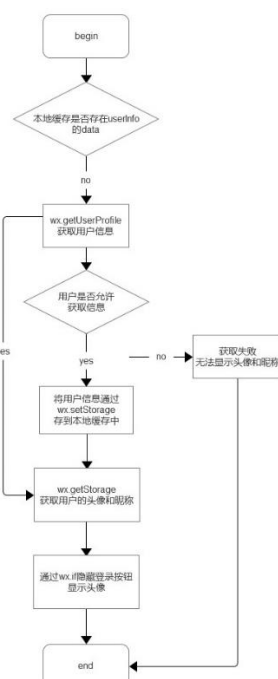 begin
本地缓存是否存在userInfo
的data
no
wx.getUserProfile
获取用户信息
用户是否允许
获取信息
es
yes
no
获取失败
无法显示头像和昵称
将用户信息通过
wx.setStorage
存到本地缓存中
wx.getStorage
获取用户的头像和昵称
通过wx.if隐藏登录按钮
显示头像
end